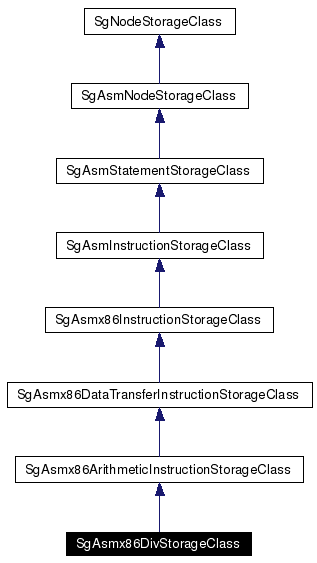 SgNodeStorageClass
SgAsmNodeStorageClass
SgAsmStatementStorageClass
SgAsmInstructionStorageClass
SgAsmx86InstructionStorageClass
SgAsmx86DataTransferInstructionStorageClass
SgAsmx86ArithmeticInstructionStorageClass
SgAsmx86DivStorageClass